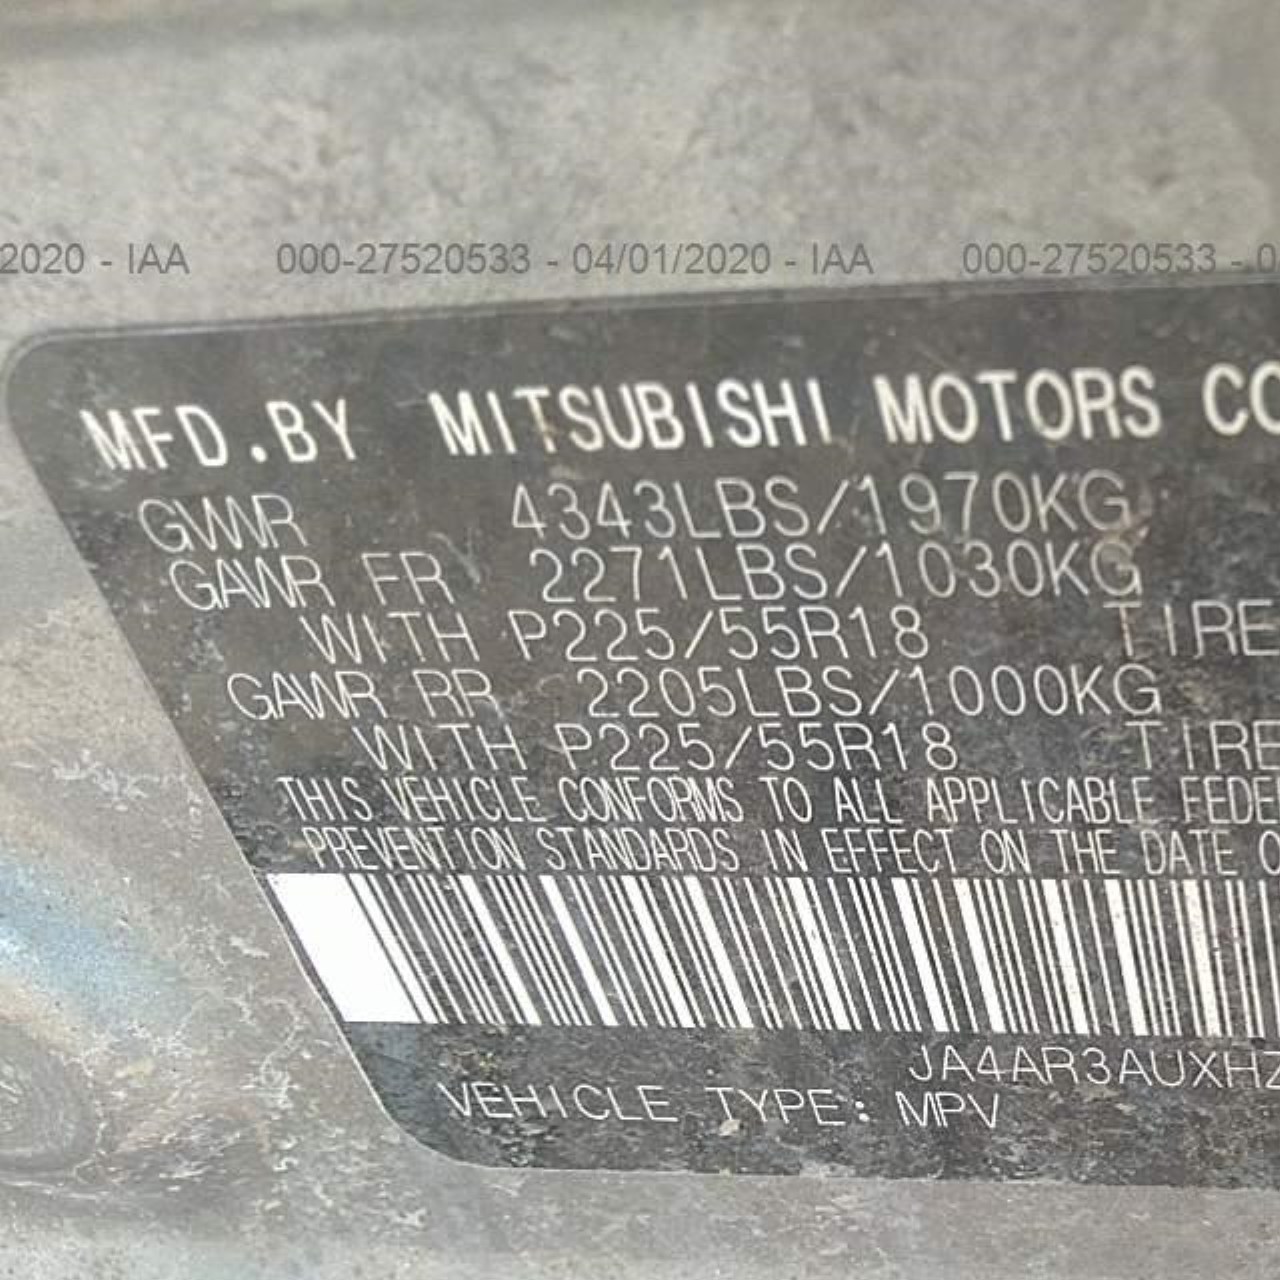 2020 - IAA 000-27520533 - 04/01/2020 - IAA 000-27520533 - 0
MFD.BY MITSUBISHI MOTORS CO
GVWR 4343LBS/1970KG
GAWR FR 2271LBS/1030KG
WITH P225/55R18 TIRE
GAWR RR 2205LBS/1000KG
WITH P225/55R18 TIRE
THIS VEHICLE CONFORMS TO ALL APPLICABLE FEDE
PREVENTION STANDARDS IN EFFECT ON THE DATE O
JA4AR3AUXHZ
VEHICLE TYPE: MPV